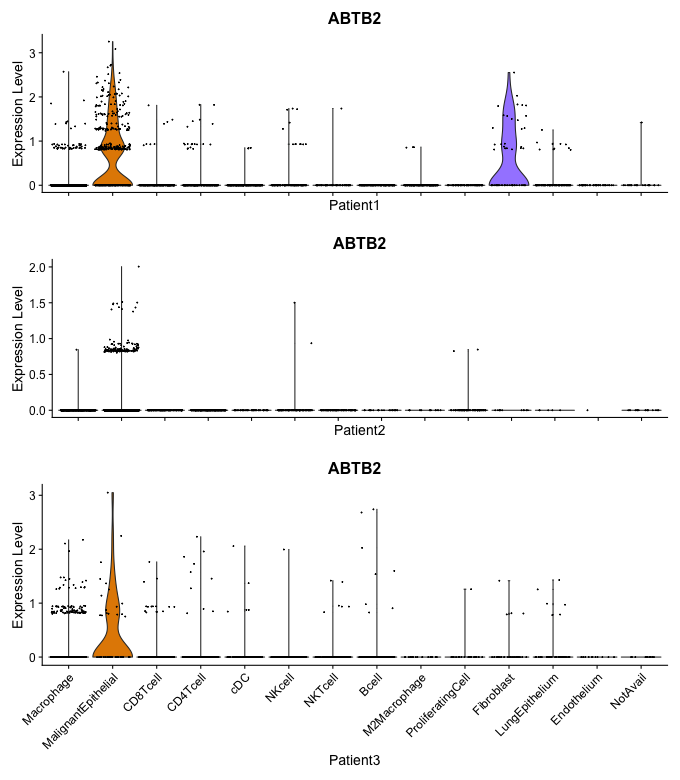 ABTB2
Expression Level
3
2
1
0
Patient1
ABTB2
Expression Level
2.0
1.5
1.0
0.5
0.0
Patient2
ABTB2
Expression Level
3
2
1
0
Macrophage
MalignantEpithelial
CD8Tcell
CD4Tcell
cDC
NKcell
NKTcell
Bcell
M2Macrophage
ProliferatingCell
Fibroblast
LungEpithelium
Endothelium
NotAvail
Patient3